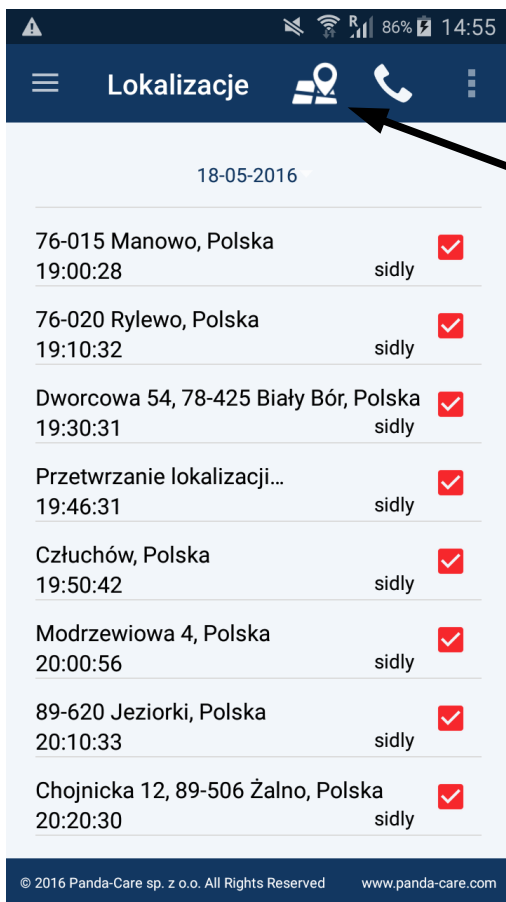 R 86% 14:55
Lokalizacje
18-05-2016
76-015 Manowo, Polska
19:00:28 sidly
76-020 Rylewo, Polska
19:10:32 sidly
Dworcowa 54, 78-425 Biały Bór, Polska
19:30:31 sidly
Przetwrzanie lokalizacji...
19:46:31 sidly
Człuchów, Polska
19:50:42 sidly
Modrzewiowa 4, Polska
20:00:56 sidly
89-620 Jeziorki, Polska
20:10:33 sidly
Chojnicka 12, 89-506 Żalno, Polska
20:20:30 sidly
© 2016 Panda-Care sp. z o.o. All Rights Reserved www.panda-care.com